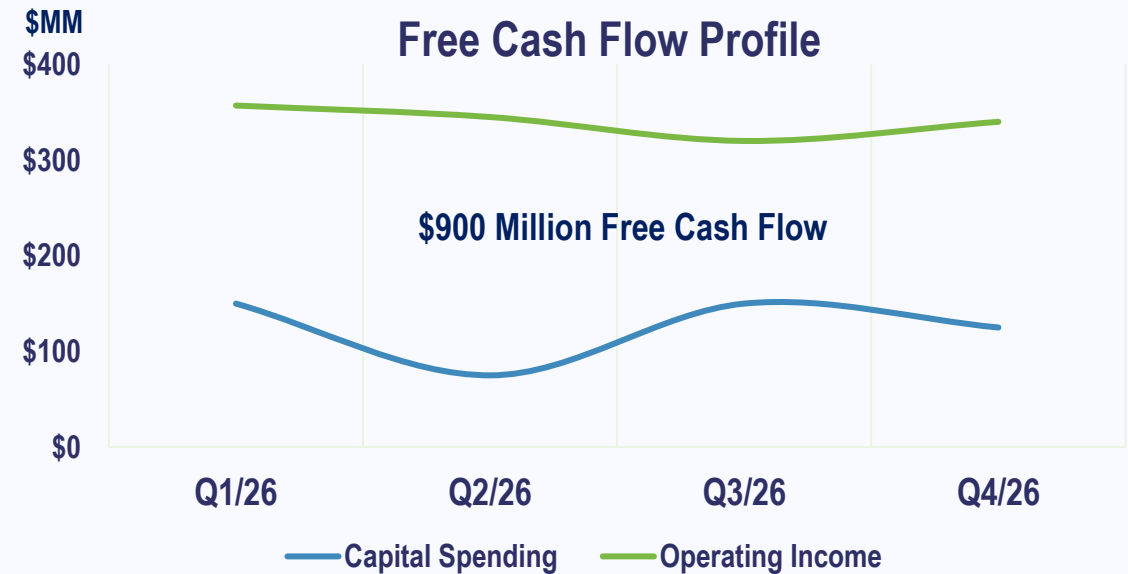 $MM
Free Cash Flow Profile
$400
$300
$900 Million Free Cash Flow
$200
$100
$0
Q1/26 Q2/26 Q3/26 Q4/26
Capital Spending Operating Income